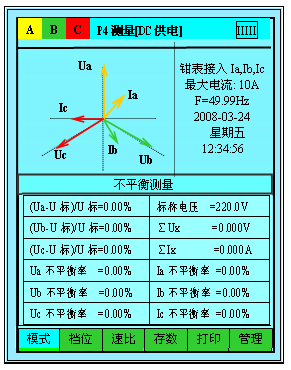 A B C P4 测量[DC 供电]
Ua
Ia
Ic
Uc
Ib
Ub
钳表接入 Ia,Ib,Ic
最大电流: 10A
F=49.99Hz
2008-03-24
星期五
12:34:56
不平衡测量
(Ua-U 标)/U 标=0.00% 标称电压 =220.0V
(Ub-U 标)/U 标=0.00% ΣUx =0.000V
(Uc-U 标)/U 标=0.00% ΣIx =0.000A
Ua 不平衡率 =0.00% Ia 不平衡率 =0.00%
Ub 不平衡率 =0.00% Ib 不平衡率 =0.00%
Uc 不平衡率 =0.00% Ic 不平衡率 =0.00%
模式 档位 速比 存数 打印 管理